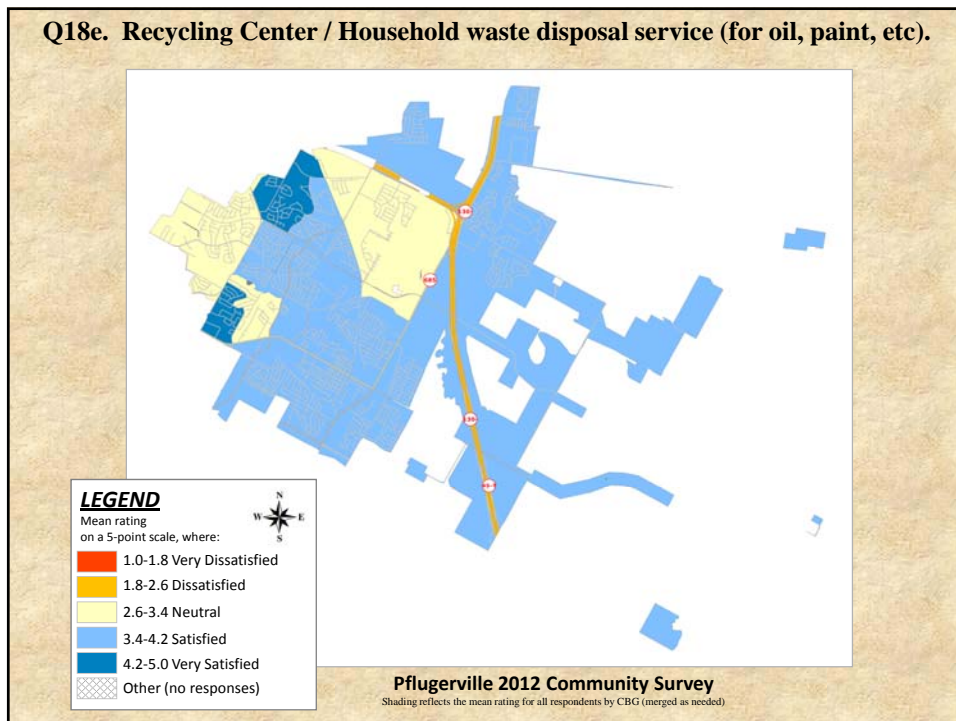 Q18e. Recycling Center / Household waste disposal service (for oil, paint, etc).
130
685
LEGEND
Mean rating
on a 5-point scale, where:
N
W E
S
1.0-1.8 Very Dissatisfied
1.8-2.6 Dissatisfied
2.6-3.4 Neutral
3.4-4.2 Satisfied
4.2-5.0 Very Satisfied
Other (no responses)
Pflugerville 2012 Community Survey
Shading reflects the mean rating for all respondents by CBG (merged as needed)